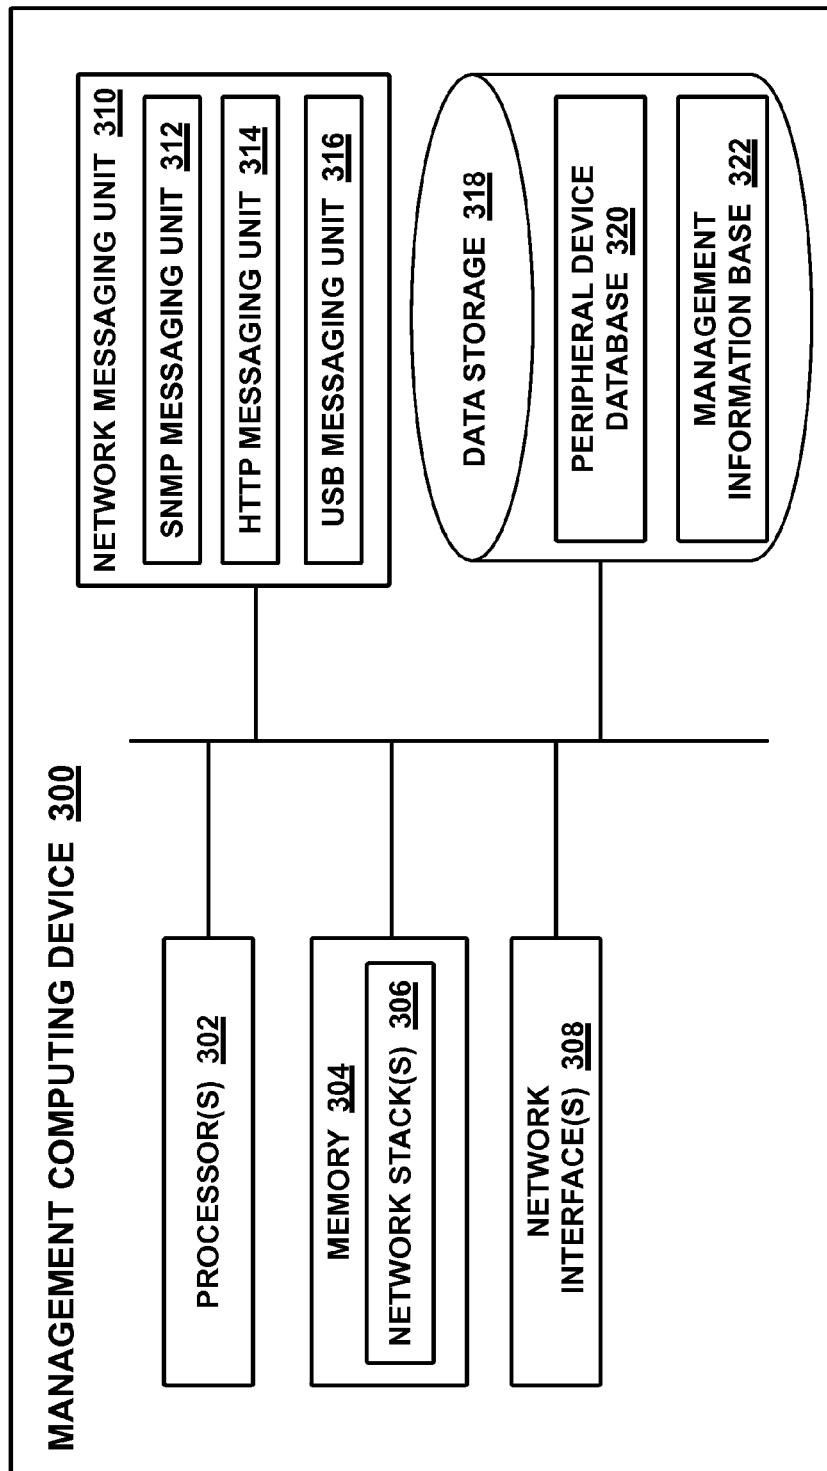 MANAGEMENT COMPUTING DEVICE 300
PROCESSOR(S) 302
MEMORY 304
NETWORK STACK(S) 306
NETWORK
INTERFACE(S) 308
NETWORK MESSAGING UNIT 310
SNMP MESSAGING UNIT 312
HTTP MESSAGING UNIT 314
USB MESSAGING UNIT 316
DATA STORAGE 318
PERIPHERAL DEVICE
DATABASE 320
MANAGEMENT
INFORMATION BASE 322